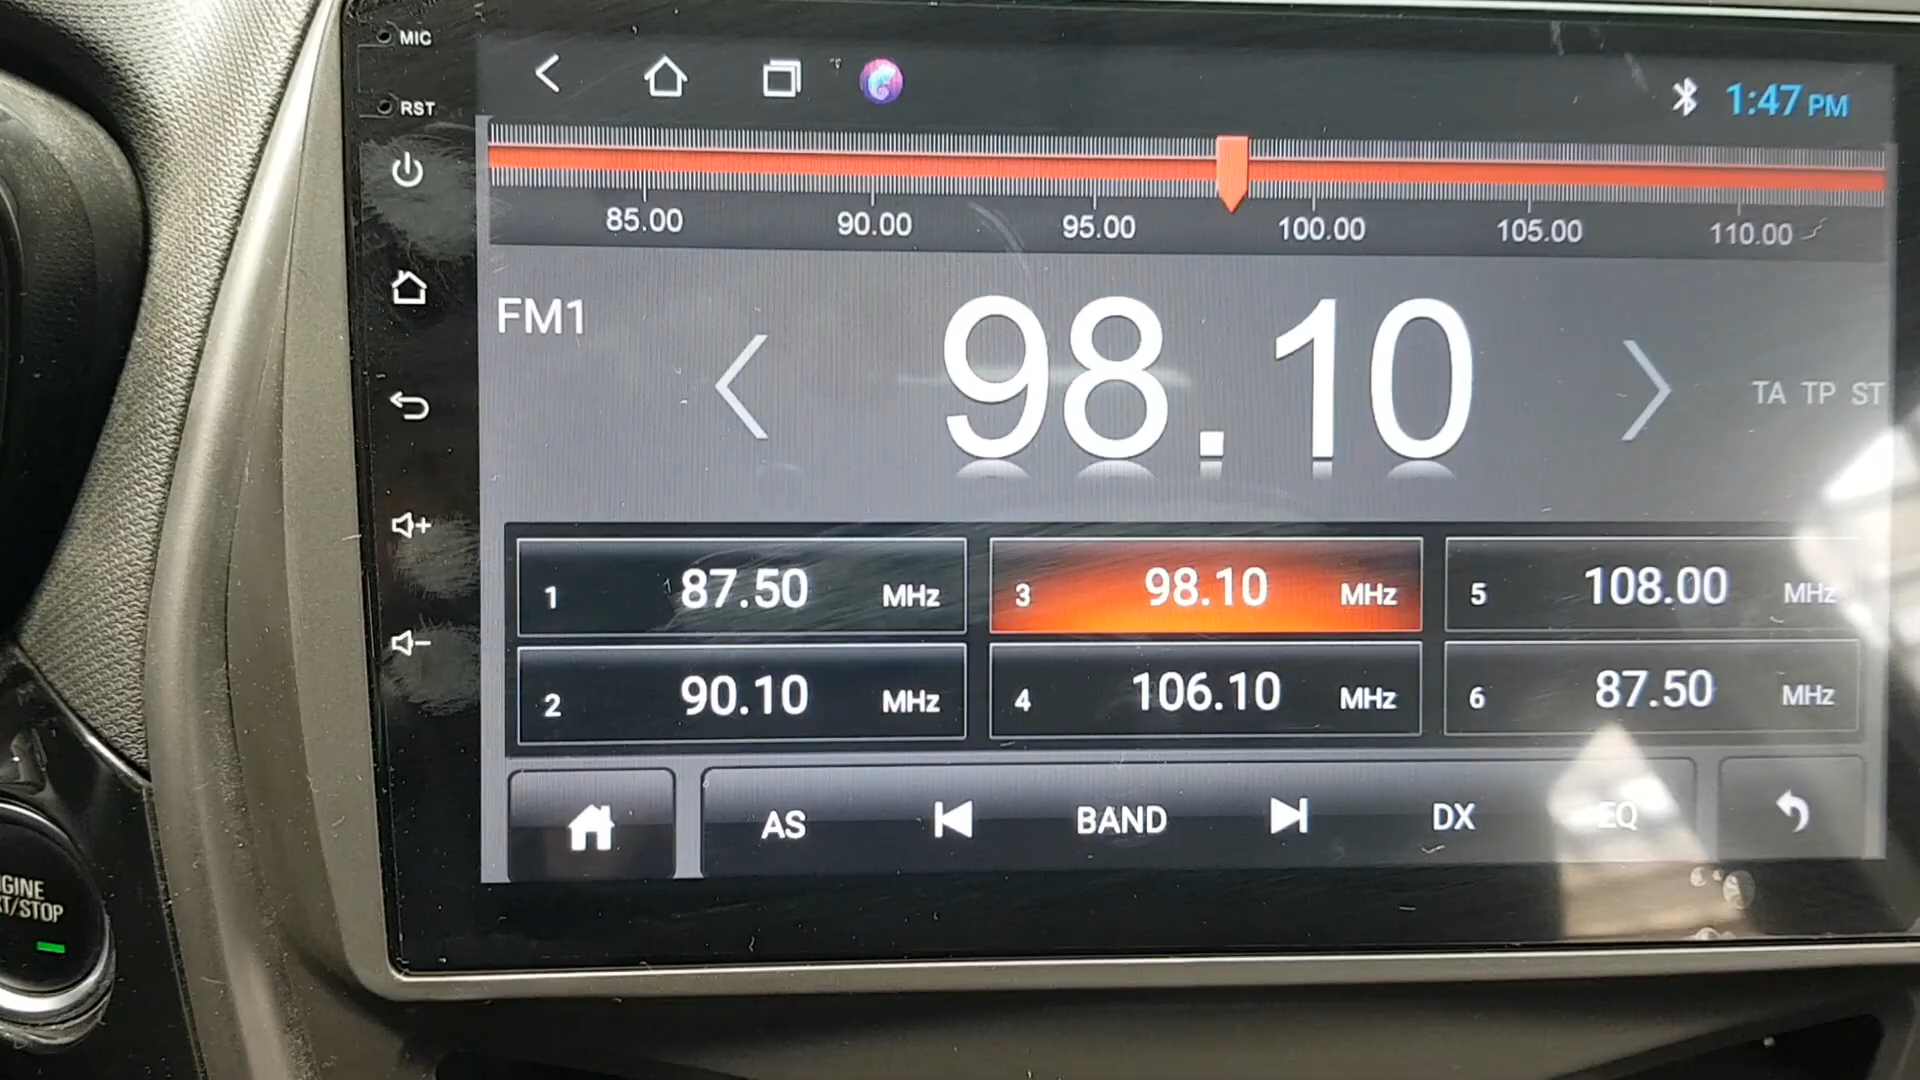 MIC
RST
1:47 PM
85.00 90.00 95.00 100.00 105.00 110.00
FM1
98.10
TA TP ST
1 87.50 MHz
3 98.10 MHz
5 108.00 MHz
2 90.10 MHz
4 106.10 MHz
6 87.50 MHz
AS BAND DX EQ
GINE
T/STOP